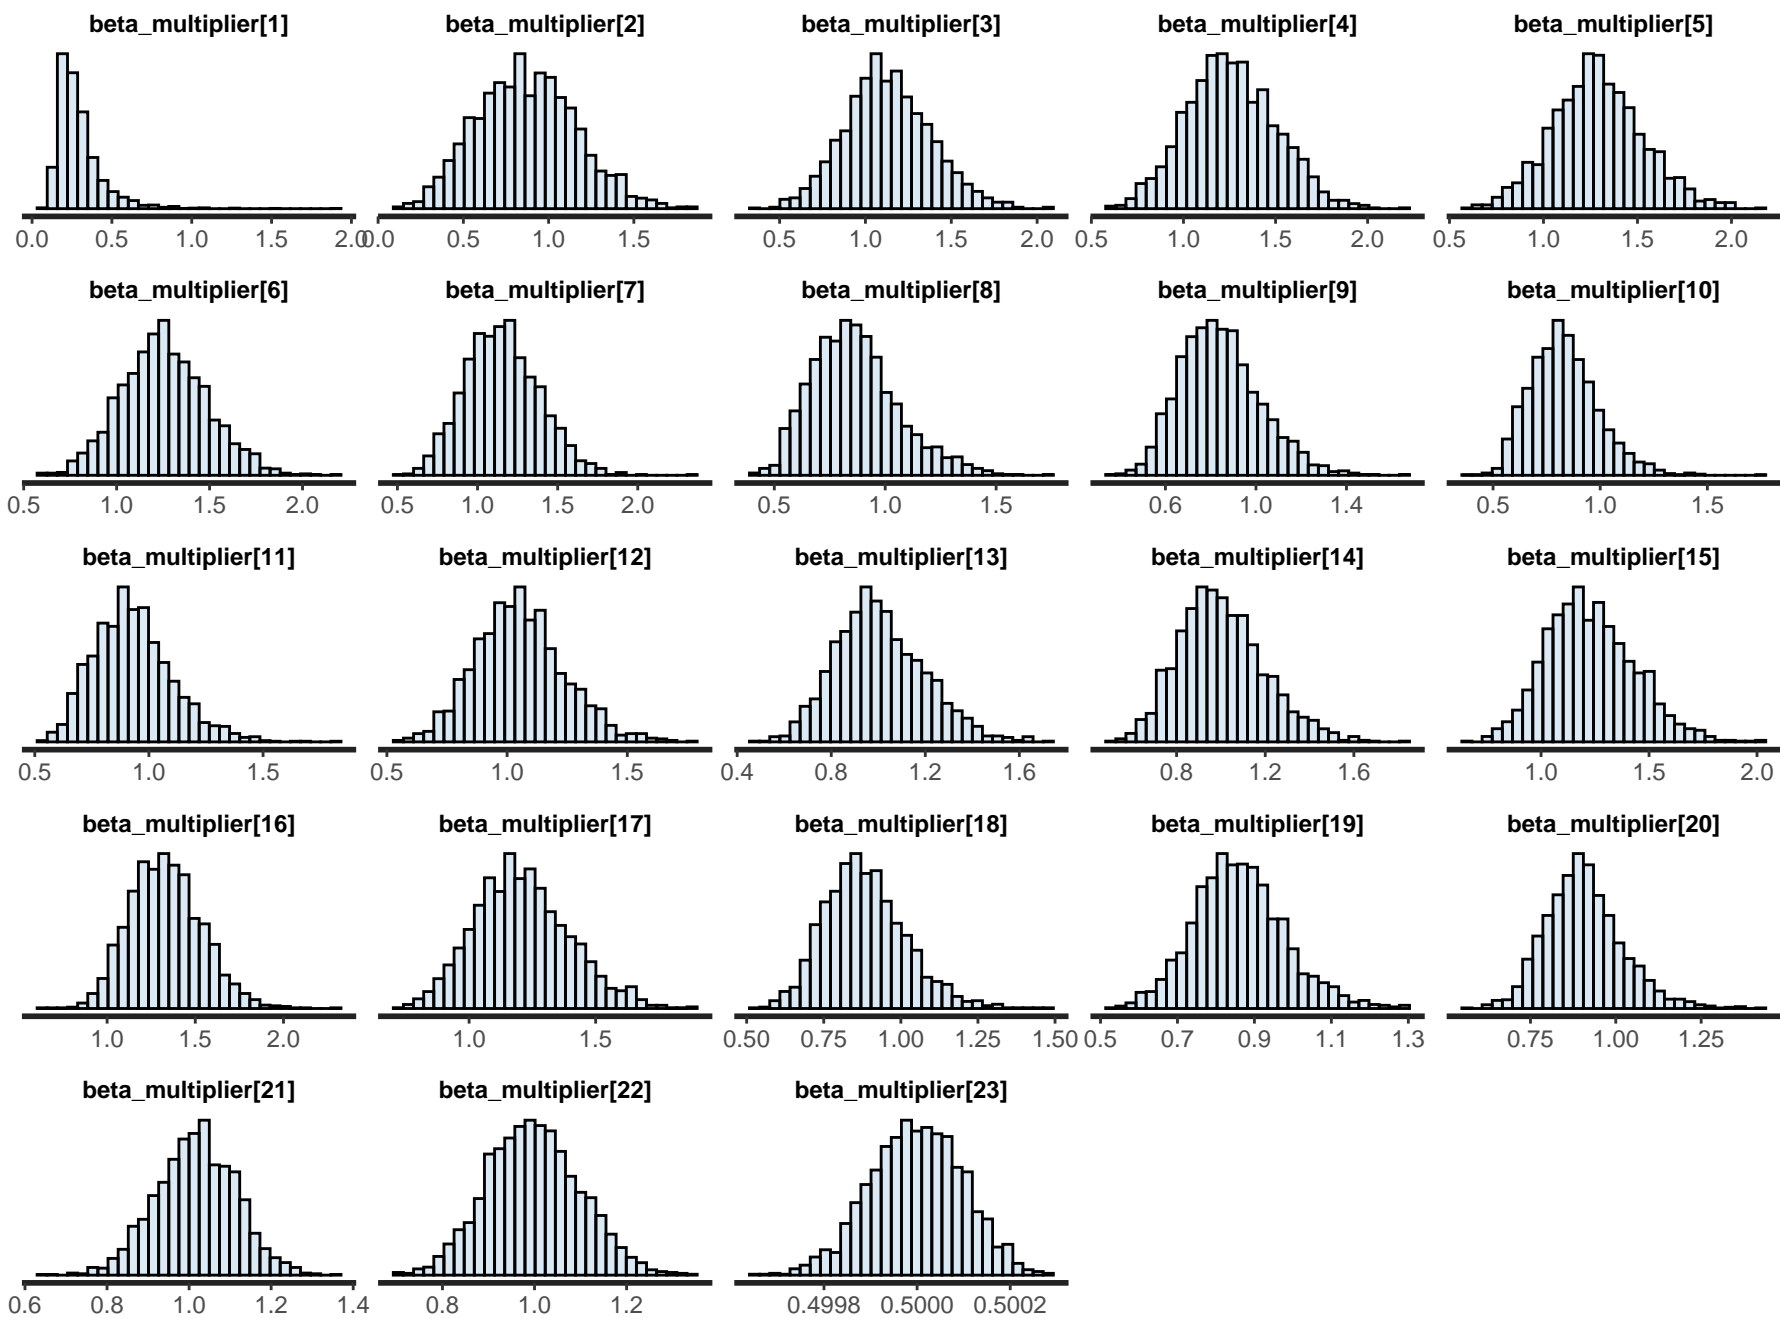 beta_multiplier[1] beta_multiplier[2] beta_multiplier[3] beta_multiplier[4] beta_multiplier[5]
0.0 0.5 1.0 1.5 2.0 0.0 0.5 1.0 1.5 0.5 1.0 1.5 2.0 0.5 1.0 1.5 2.0 0.5 1.0 1.5 2.0
beta_multiplier[6] beta_multiplier[7] beta_multiplier[8] beta_multiplier[9] beta_multiplier[10]
0.5 1.0 1.5 2.0 0.5 1.0 1.5 2.0 0.5 1.0 1.5 0.6 1.0 1.4 0.5 1.0 1.5
beta_multiplier[11] beta_multiplier[12] beta_multiplier[13] beta_multiplier[14] beta_multiplier[15]
0.5 1.0 1.5 0.5 1.0 1.5 0.4 0.8 1.2 1.6 0.8 1.2 1.6 1.0 1.5 2.0
beta_multiplier[16] beta_multiplier[17] beta_multiplier[18] beta_multiplier[19] beta_multiplier[20]
1.0 1.5 2.0 1.0 1.5 0.50 0.75 1.00 1.25 1.50 0.5 0.7 0.9 1.1 1.3 0.75 1.00 1.25
beta_multiplier[21] beta_multiplier[22] beta_multiplier[23]
0.6 0.8 1.0 1.2 1.4 0.8 1.0 1.2 0.4998 0.5000 0.5002